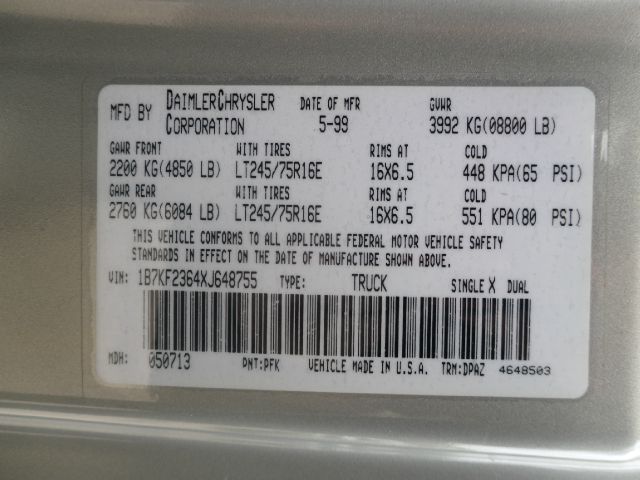 MFD BY DAIMLERCHRYSLER CORPORATION DATE OF MFR 5-99 GVWR 3992 KG(08800 LB)
GAWR FRONT WITH TIRES RIMS AT COLD
2200 KG(4850 LB) LT245/75R16E 16X6.5 448 KPA(65 PSI)
GAWR REAR WITH TIRES RIMS AT COLD
2760 KG(6084 LB) LT245/75R16E 16X6.5 551 KPA(80 PSI)
THIS VEHICLE CONFORMS TO ALL APPLICABLE FEDERAL MOTOR VEHICLE SAFETY
STANDARDS IN EFFECT ON THE DATE OF MANUFACTURE SHOWN ABOVE.
VIN: 1B7KF2364XJ648755 TYPE: TRUCK SINGLE X DUAL
MDH: 050713 PNT:PFK VEHICLE MADE IN U.S.A. TRM:DPAZ 4648503